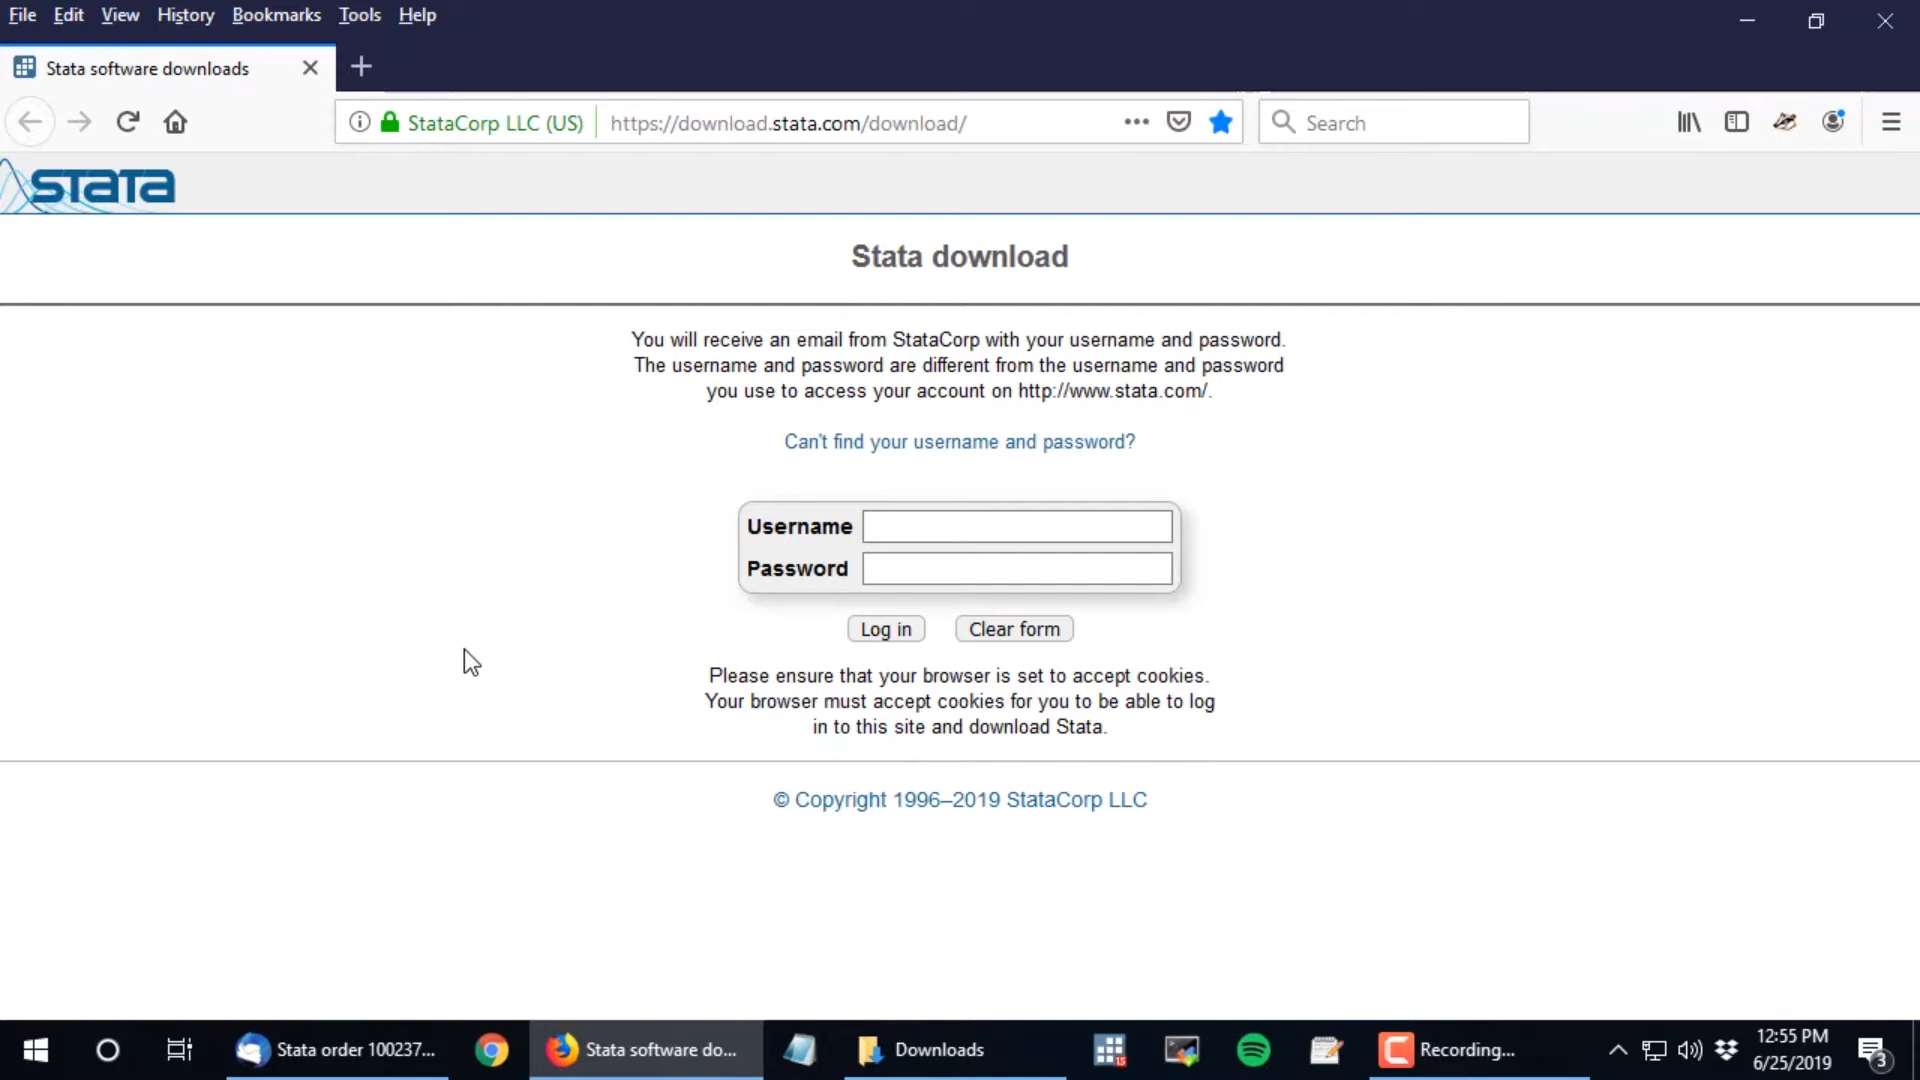 File Edit View History Bookmarks Tools Help
Stata software downloads
StataCorp LLC (US) https://download.stata.com/download/ Search
stata
Stata download
You will receive an email from StataCorp with your username and password.
The username and password are different from the username and password
you use to access your account on http://www.stata.com/.
Can't find your username and password?
Username
Password
Log in Clear form
Please ensure that your browser is set to accept cookies.
Your browser must accept cookies for you to be able to log
in to this site and download Stata.
© Copyright 1996–2019 StataCorp LLC
Stata order 100237... Stata software do... Downloads 15 Recording... 12:55 PM
6/25/2019 3